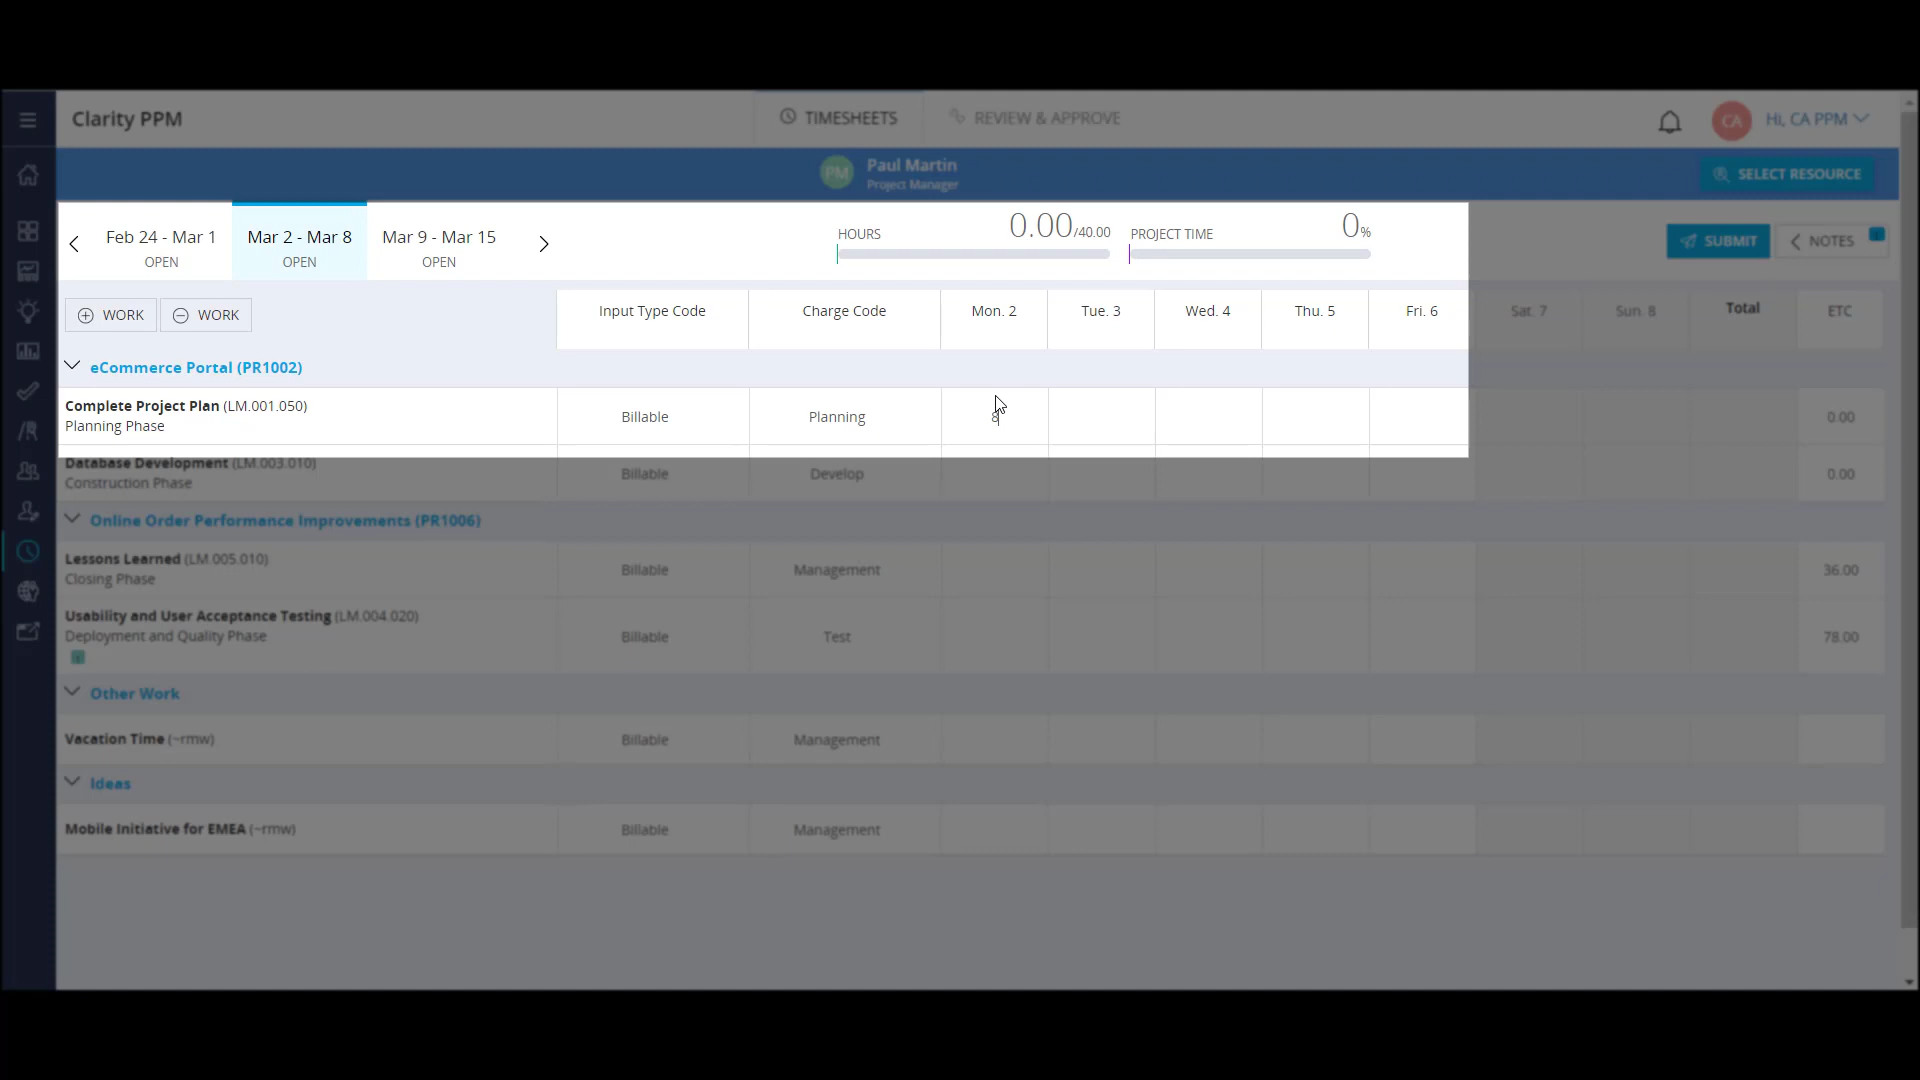 Clarity PPM
TIMESHEETS
REVIEW & APPROVE
CA
Hi, CA PPM
PM
Paul Martin
Project Manager
SELECT RESOURCE
Feb 24 - Mar 1
OPEN
Mar 2 - Mar 8
OPEN
Mar 9 - Mar 15
OPEN
HOURS
0.00/40.00
PROJECT TIME
0%
SUBMIT
NOTES
WORK
WORK
Input Type Code
Charge Code
Mon. 2
Tue. 3
Wed. 4
Thu. 5
Fri. 6
Sat. 7
Sun. 8
Total
ETC
eCommerce Portal (PR1002)
Complete Project Plan (LM.001.050)
Planning Phase
Billable
Planning
8
0.00
Database Development (LM.003.010)
Construction Phase
Billable
Develop
0.00
Online Order Performance Improvements (PR1006)
Lessons Learned (LM.005.010)
Closing Phase
Billable
Management
36.00
Usability and User Acceptance Testing (LM.004.020)
Deployment and Quality Phase
Billable
Test
78.00
Other Work
Vacation Time (~rmw)
Billable
Management
Ideas
Mobile Initiative for EMEA (~rmw)
Billable
Management